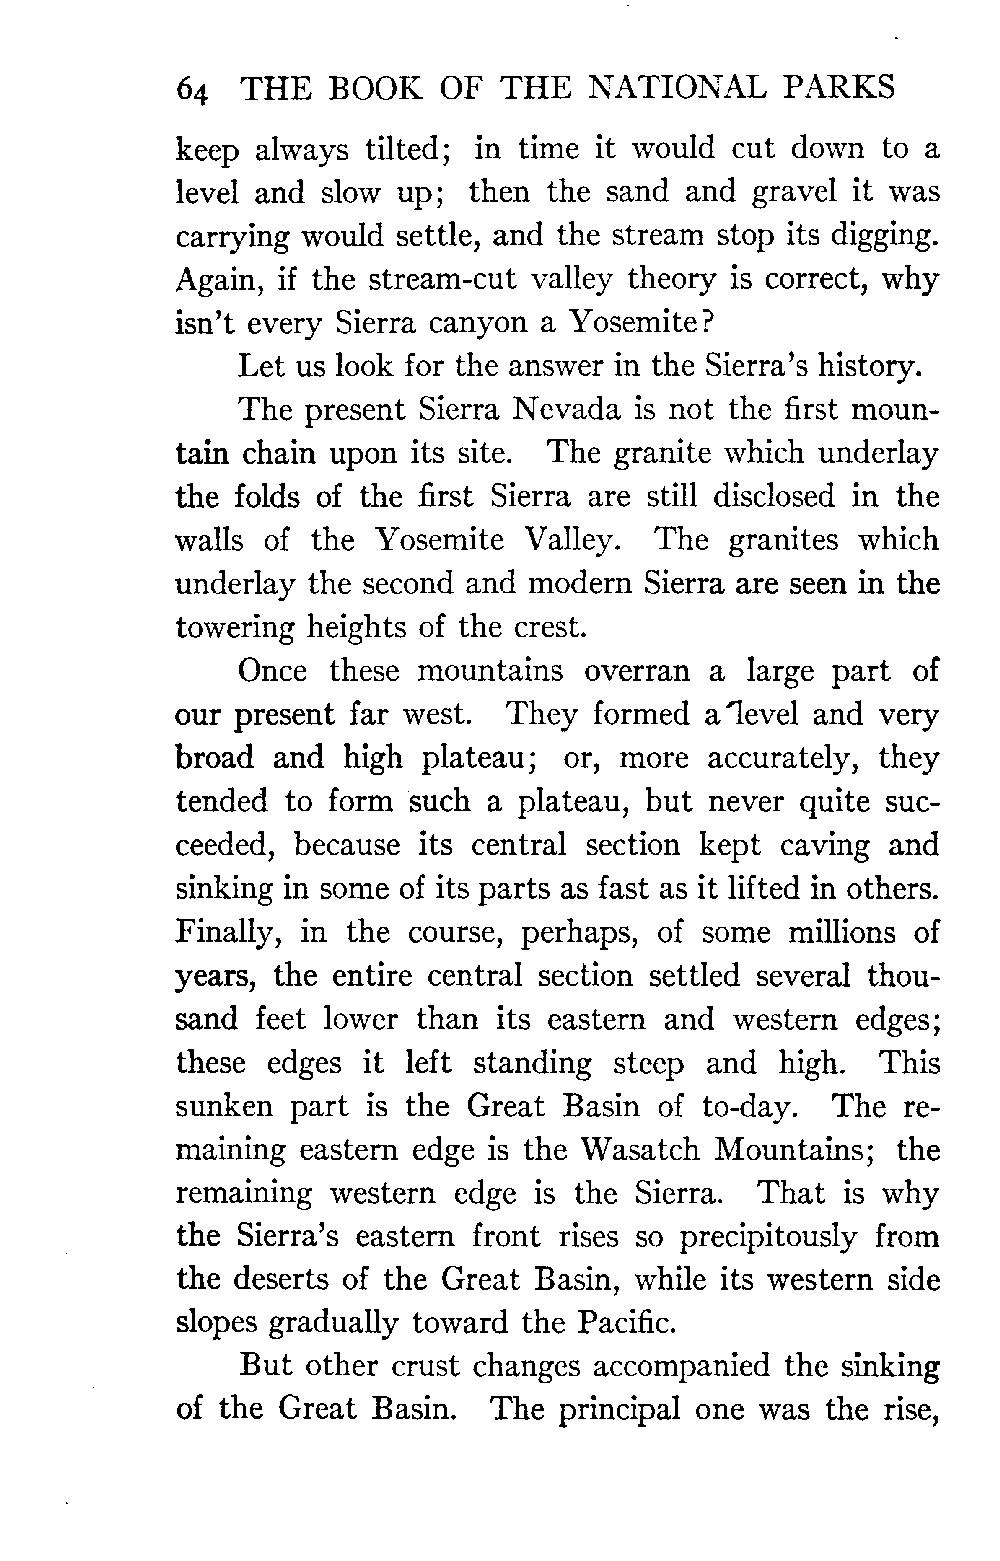 64 THE BOOK OF THE NATIONAL PARKS
keep always tilted; in time it would cut down to a
level and slow up; then the sand and gravel it was
carrying would settle, and the stream stop its digging.
Again, if the stream-cut valley theory is correct, why
isn't every Sierra canyon a Yosemite?
Let us look for the answer in the Sierra's history.
The present Sierra Nevada is not the first moun-
tain chain upon its site. The granite which underlay
the folds of the first Sierra are still disclosed in the
walls of the Yosemite Valley. The granites which
underlay the second and modern Sierra are seen in the
towering heights of the crest.
Once these mountains overran a large part of
our present far west. They formed a level and very
broad and high plateau; or, more accurately, they
tended to form such a plateau, but never quite suc-
ceeded, because its central section kept caving and
sinking in some of its parts as fast as it lifted in others.
Finally, in the course, perhaps, of some millions of
years, the entire central section settled several thou-
sand feet lower than its eastern and western edges;
these edges it left standing steep and high. This
sunken part is the Great Basin of to-day. The re-
maining eastern edge is the Wasatch Mountains; the
remaining western edge is the Sierra. That is why
the Sierra's eastern front rises so precipitously from
the deserts of the Great Basin, while its western side
slopes gradually toward the Pacific.
But other crust changes accompanied the sinking
of the Great Basin. The principal one was the rise,